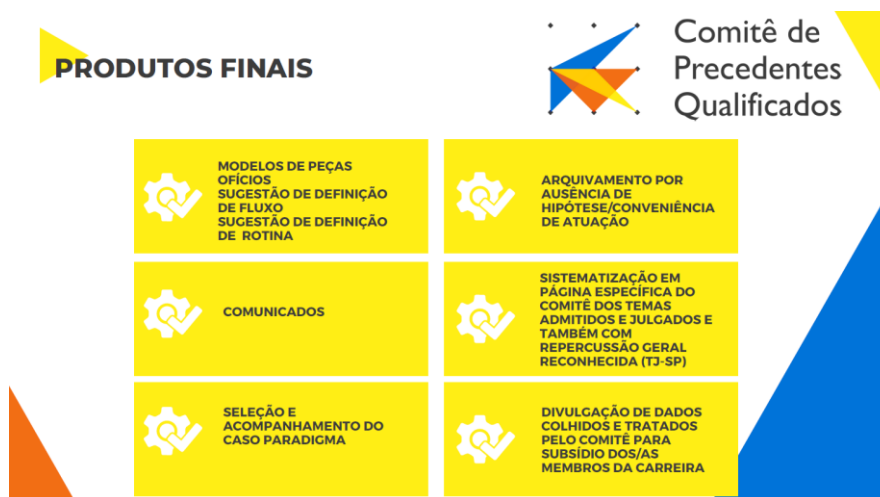 PRODUTOS FINAIS
Comitê de
Precedentes
Qualificados
MODELOS DE PEÇAS
OFÍCIOS
SUGESTÃO DE DEFINIÇÃO
DE FLUXO
SUGESTÃO DE DEFINIÇÃO
DE ROTINA
ARQUIVAMENTO POR
AUSÊNCIA DE
HIPÓTESE/CONVENIÊNCIA
DE ATUAÇÃO
COMUNICADOS
SISTEMATIZAÇÃO EM
PÁGINA ESPECÍFICA DO
COMITÊ DOS TEMAS
ADMITIDOS E JULGADOS E
TAMBÉM COM
REPERCUSSÃO GERAL
RECONHECIDA (TJ-SP)
SELEÇÃO E
ACOMPANHAMENTO DO
CASO PARADIGMA
DIVULGAÇÃO DE DADOS
COLHIDOS E TRATADOS
PELO COMITÊ PARA
SUBSÍDIO DOS/AS
MEMBROS DA CARREIRA